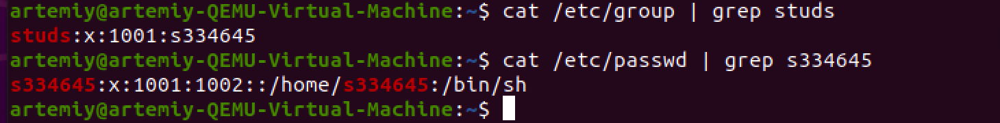 artemiy@artemiy-QEMU-Virtual-Machine:~$ cat /etc/group | grep studs
studs:x:1001:s334645
artemiy@artemiy-QEMU-Virtual-Machine:~$ cat /etc/passwd | grep s334645
s334645:x:1001:1002::/home/s334645:/bin/sh
artemiy@artemiy-QEMU-Virtual-Machine:~$